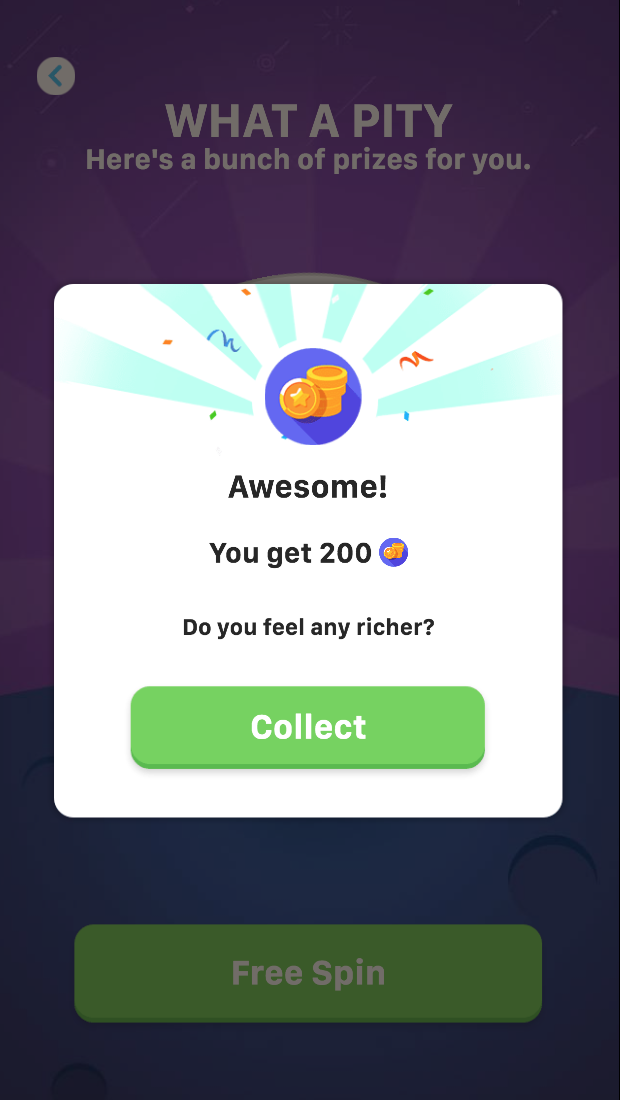 WHAT A PITY
Here's a bunch of prizes for you.
Awesome!
You get 200
Do you feel any richer?
Collect
Free Spin